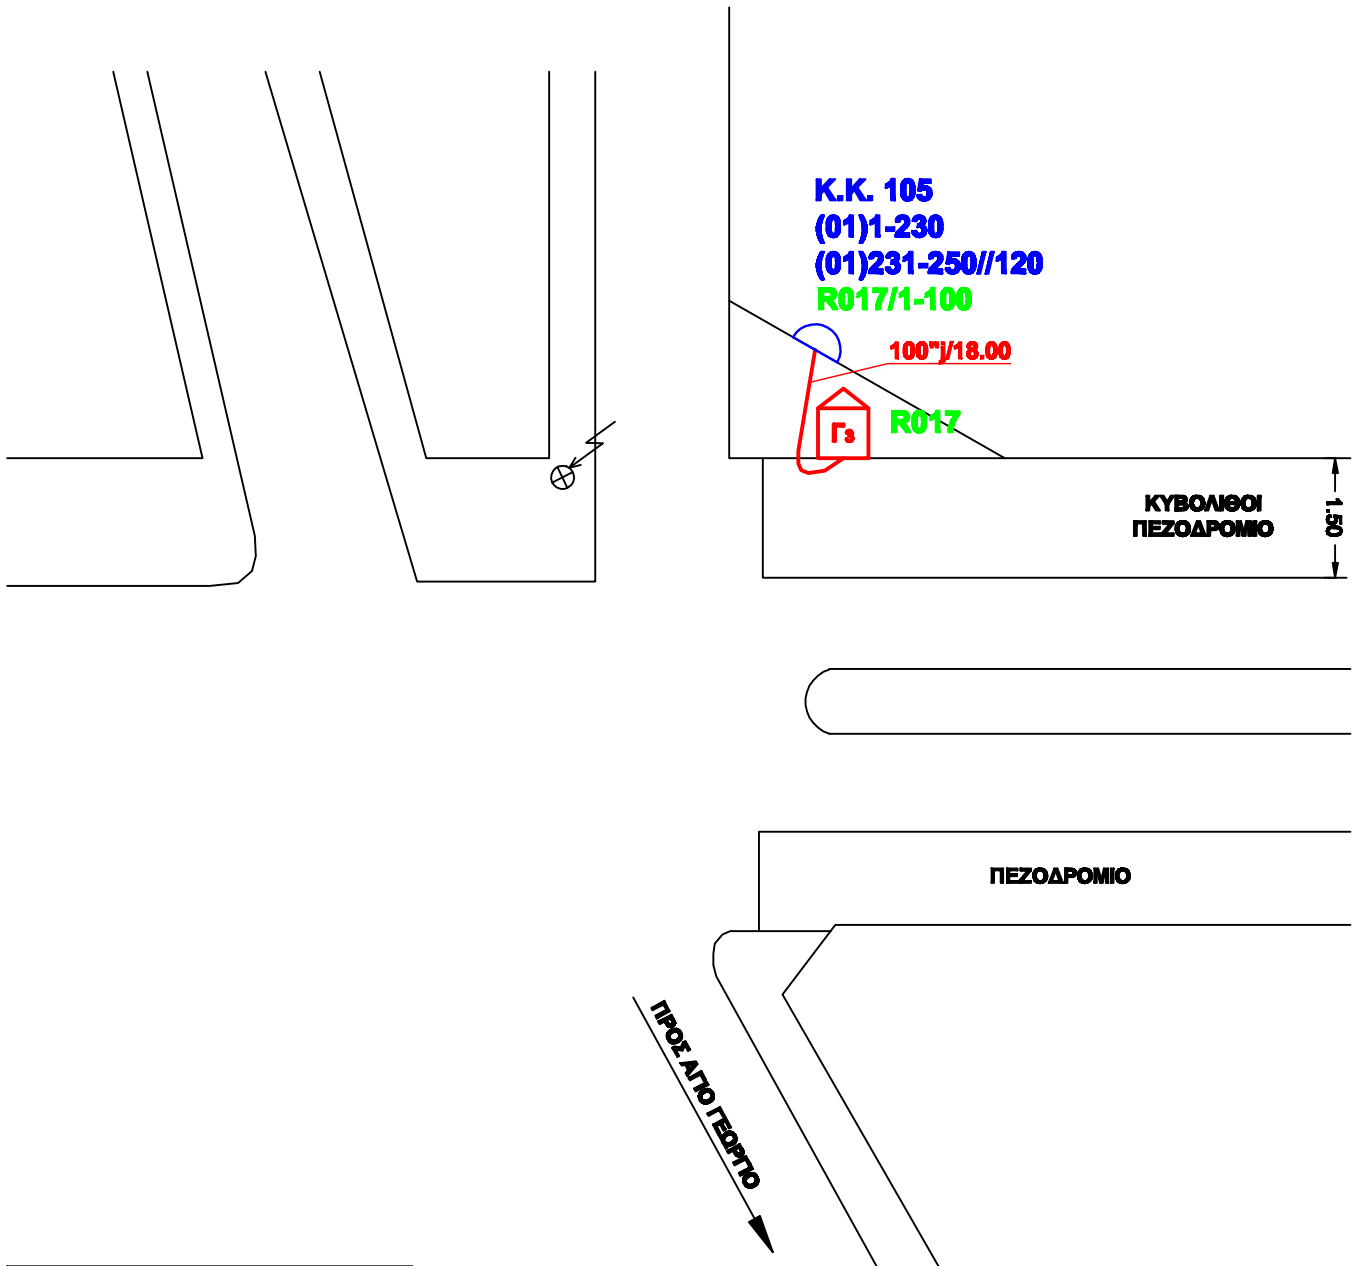 Κ.Κ. 105
(01)1-230
(01)231-250//120
R017/1-100
100"j/18.00
R017
Γ3
ΚΥΒΟΛΙΘΟΙ
ΠΕΖΟΔΡΟΜΙΟ
1.50
ΠΕΖΟΔΡΟΜΙΟ
ΠΡΟΣ ΑΓΙΟ ΓΕΩΡΓΙΟ